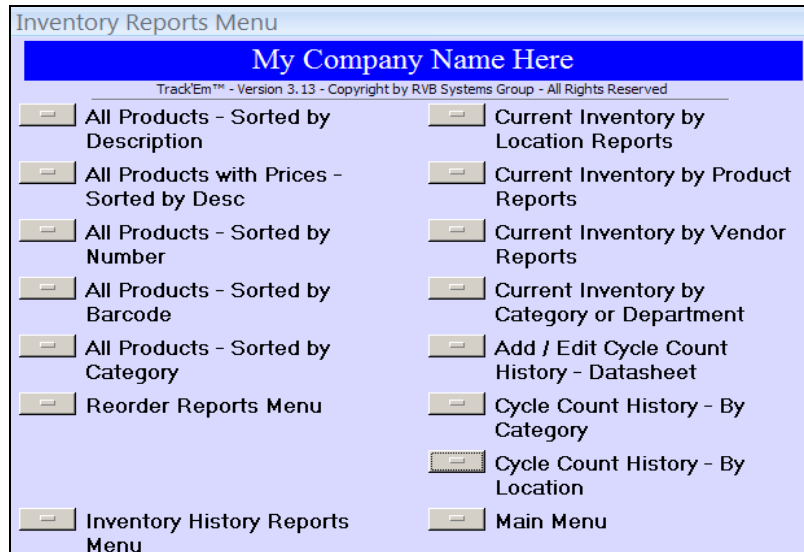 Inventory Reports Menu
My Company Name Here
Track'Em™ - Version 3.13 - Copyright by RVB Systems Group - All Rights Reserved
All Products - Sorted by
Description
All Products with Prices -
Sorted by Desc
All Products - Sorted by
Number
All Products - Sorted by
Barcode
All Products - Sorted by
Category
Reorder Reports Menu
Inventory History Reports
Menu
Current Inventory by
Location Reports
Current Inventory by Product
Reports
Current Inventory by Vendor
Reports
Current Inventory by
Category or Department
Add / Edit Cycle Count
History - Datasheet
Cycle Count History - By
Category
Cycle Count History - By
Location
Main Menu